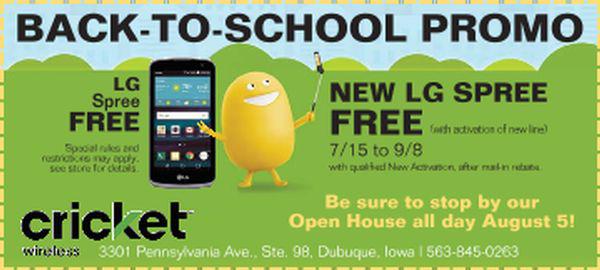 BACK-TO-SCHOOL PROMO
LG
Spree
FREE
Special rules and
restrictions may apply,
see store for details.
LG
NEW LG SPREE
FREE (with activation of new line)
7/15 to 9/8
with qualified New Activation, after mail-in rebate.
Be sure to stop by our
Open House all day August 5!
cricket
wireless
3301 Pennsylvania Ave., Ste. 98, Dubuque, Iowa | 563-845-0263